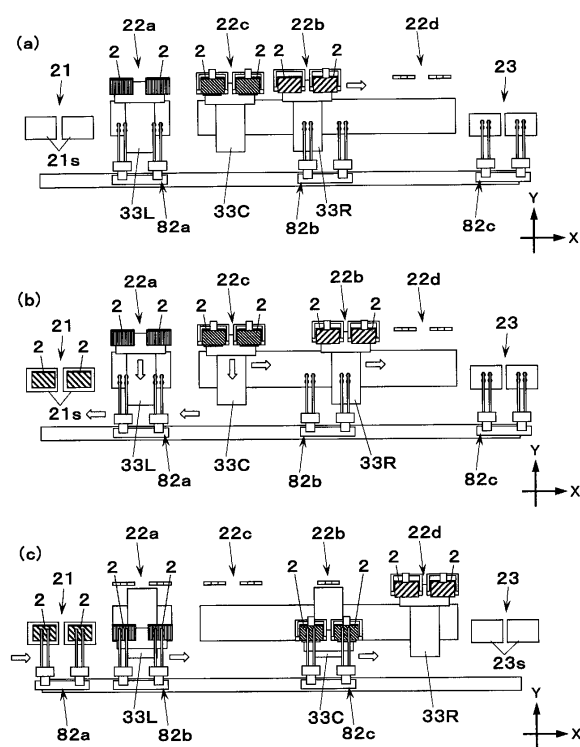 (a)
22a 22c 22b 22d
2 2 2 2 2 2
21 23
21s
33L 82a 33C 82b 33R 82c
Y
X
(b)
22a 22c 22b 22d
2 2 2 2 2 2
21 23
2 2
21s
33L 82a 33C 82b 33R 82c
Y
X
(c)
22a 22c 22b 22d
21 2 2 2 2 2 2
2 2 23
23s
82a 33L 82b 33C 82c 33R
Y
X